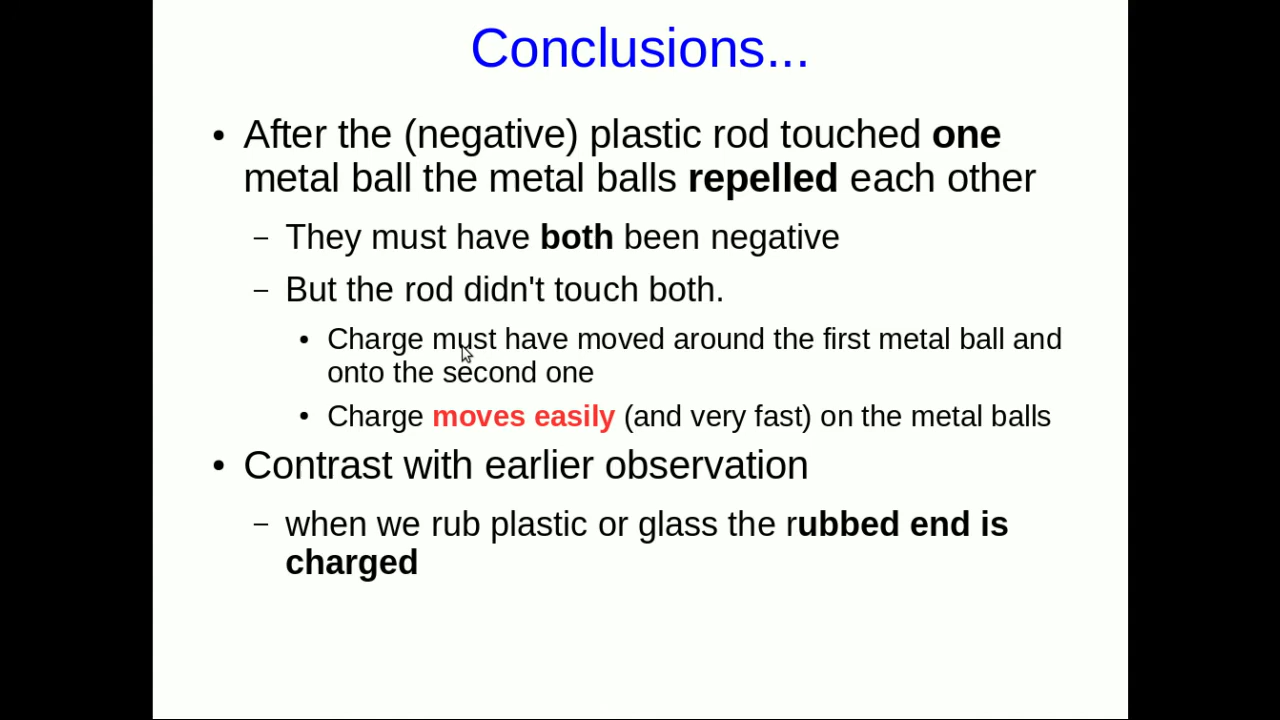 Conclusions...
• After the (negative) plastic rod touched one
metal ball the metal balls repelled each other
– They must have both been negative
– But the rod didn't touch both.
• Charge must have moved around the first metal ball and
onto the second one
• Charge moves easily (and very fast) on the metal balls
• Contrast with earlier observation
– when we rub plastic or glass the rubbed end is
charged